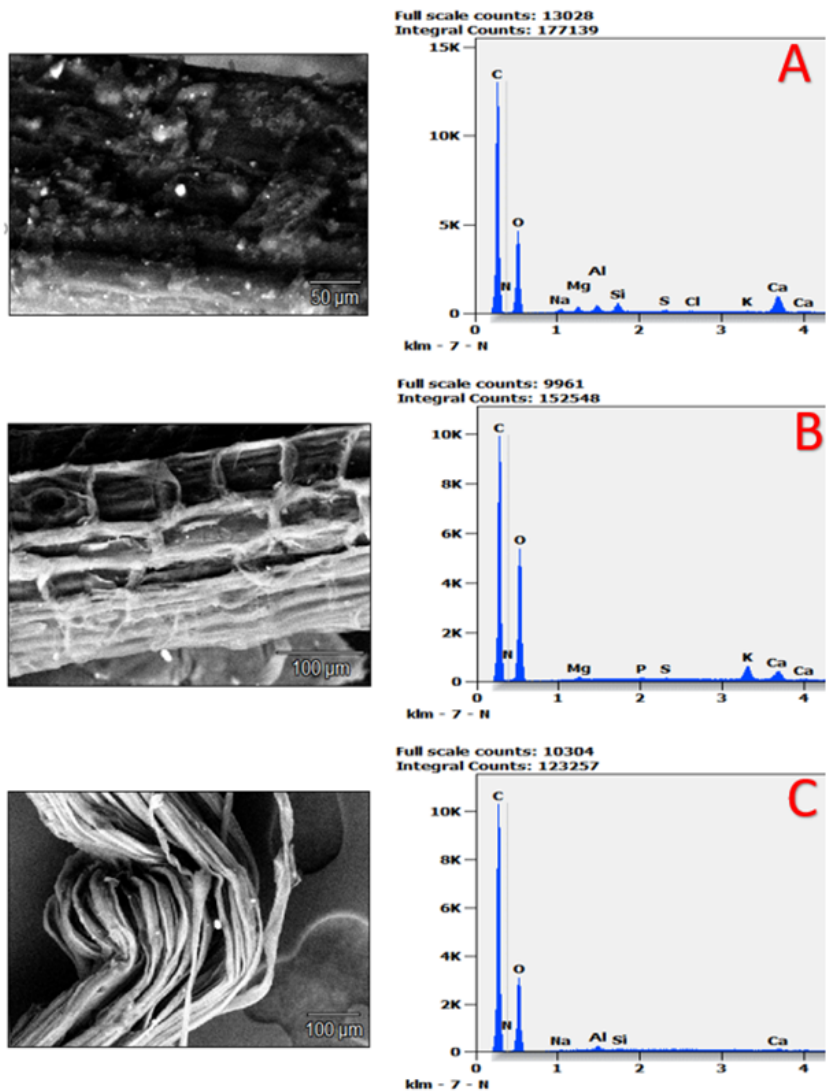 Full scale counts: 13028
Integral Counts: 177139
A
15K
10K
5K
0
C
N
O
Na
Mg
Al
Si
S
Cl
K
Ca
Ca
0 1 2 3 4
klm - 7 - N
50 µm
Full scale counts: 9961
Integral Counts: 152548
B
10K
8K
6K
4K
2K
0
C
N
O
Mg
P
S
K
Ca
Ca
0 1 2 3 4
klm - 7 - N
100 µm
Full scale counts: 10304
Integral Counts: 123257
C
10K
8K
6K
4K
2K
0
C
N
O
Na
Al
Si
Ca
0 1 2 3 4
klm - 7 - N
100 µm